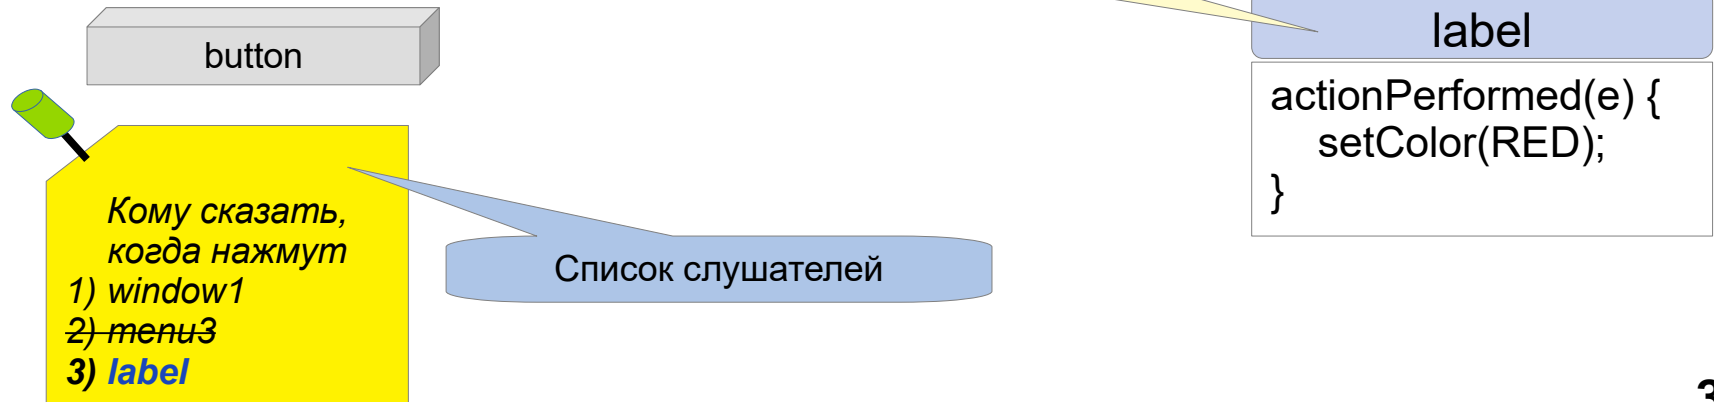 button
Кому сказать,
когда нажмут
1) window1
2) menu3
3) label
Список слушателей
label
actionPerformed(e) {
setColor(RED);
}